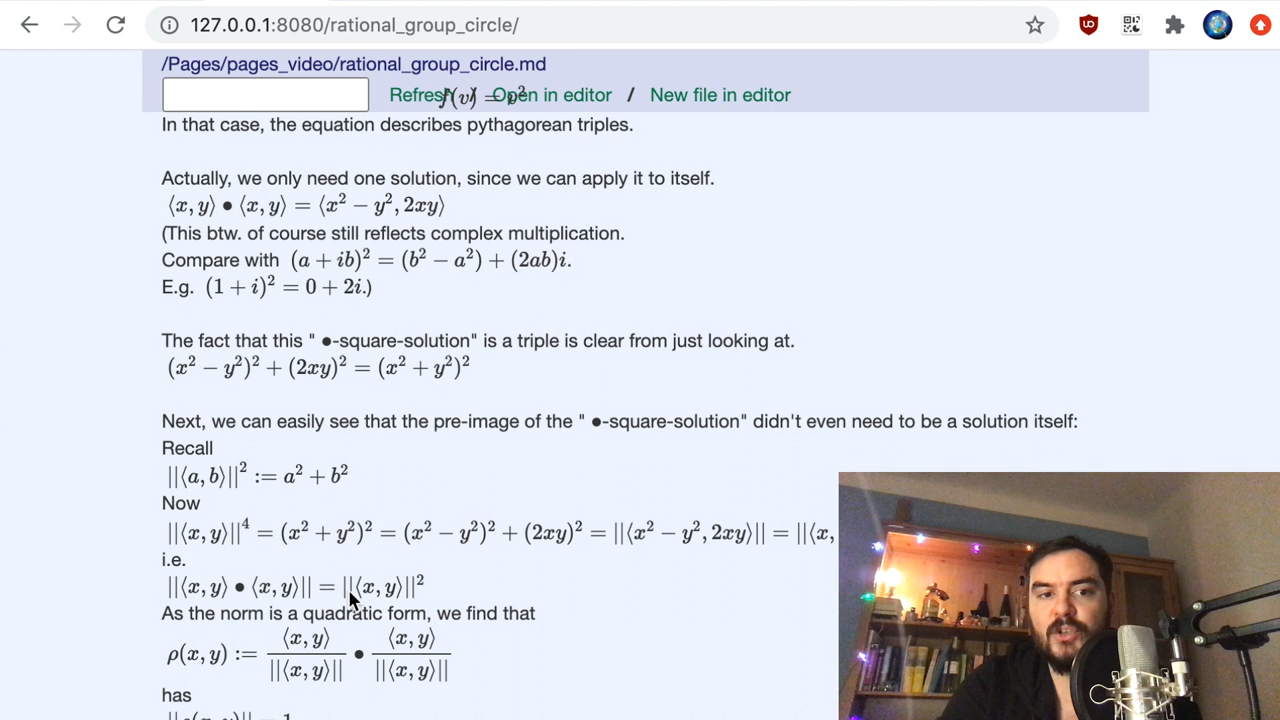 127.0.0.1:8080/rational_group_circle/
/Pages/pages_video/rational_group_circle.md
Refresh / Open in editor / New file in editor
f(v) = v²
In that case, the equation describes pythagorean triples.
Actually, we only need one solution, since we can apply it to itself.
⟨x, y⟩ ● ⟨x, y⟩ = ⟨x² − y², 2xy⟩
(This btw. of course still reflects complex multiplication.
Compare with (a + ib)² = (b² − a²) + (2ab)i.
E.g. (1 + i)² = 0 + 2i.)
The fact that this " ●-square-solution" is a triple is clear from just looking at.
(x² − y²)² + (2xy)² = (x² + y²)²
Next, we can easily see that the pre-image of the " ●-square-solution" didn't even need to be a solution itself:
Recall
||⟨a, b⟩||² := a² + b²
Now
||⟨x, y⟩||⁴ = (x² + y²)² = (x² − y²)² + (2xy)² = ||⟨x² − y², 2xy⟩|| = ||⟨x,
i.e.
||⟨x, y⟩ ● ⟨x, y⟩|| = ||⟨x, y⟩||²
As the norm is a quadratic form, we find that
ρ(x, y) := ⟨x, y⟩/||⟨x, y⟩|| ● ⟨x, y⟩/||⟨x, y⟩||
has